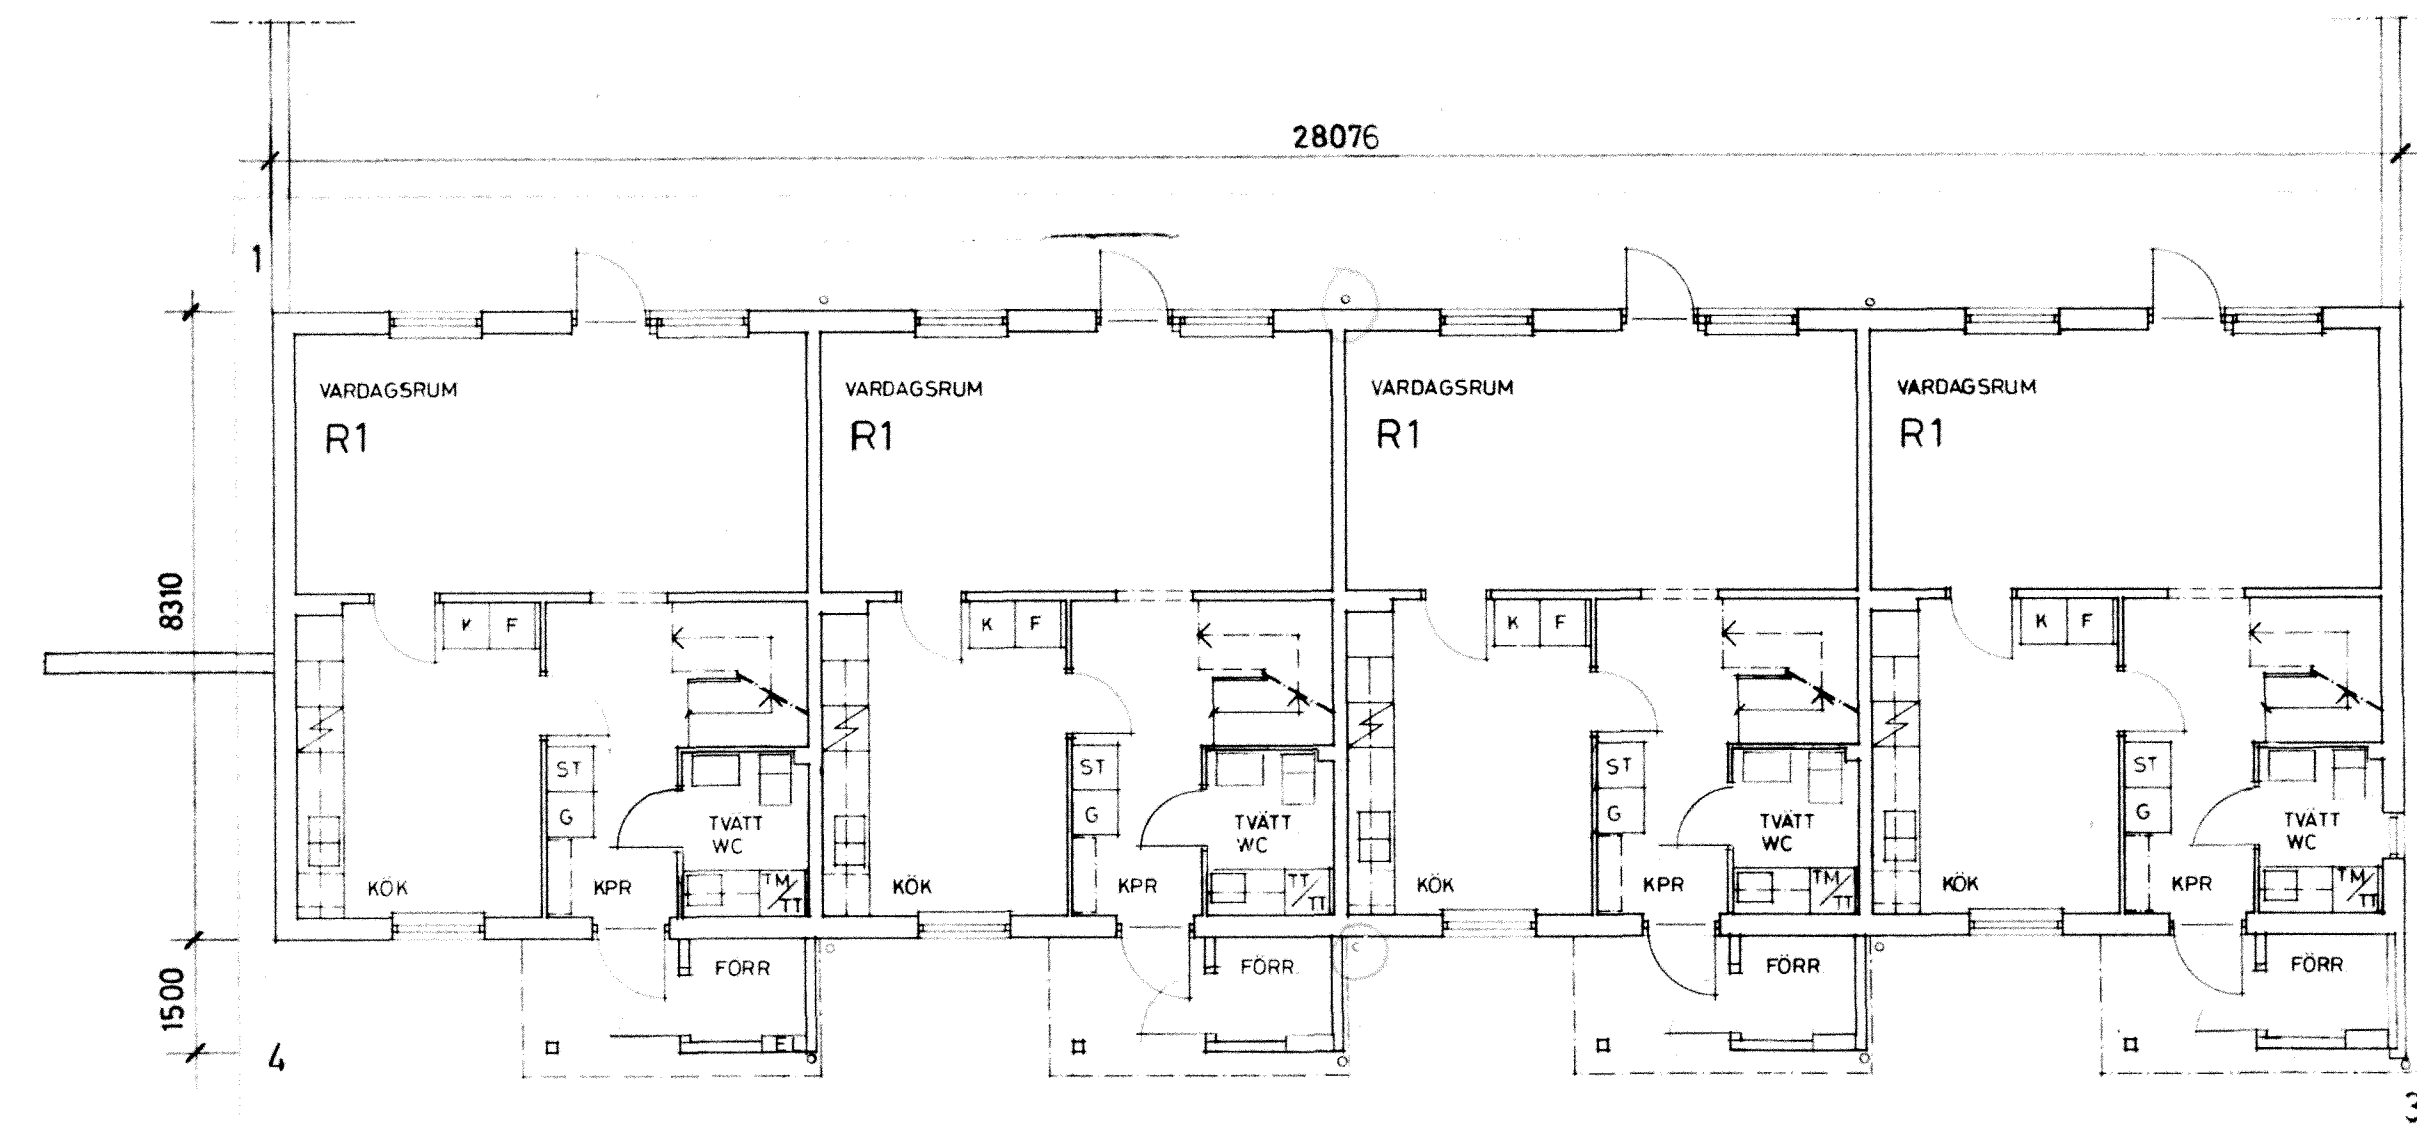 28076
1
VARDAGSRUM
R1
VARDAGSRUM
R1
VARDAGSRUM
R1
VARDAGSRUM
R1
8310
K F
K F
K F
K F
ST
G
ST
G
ST
G
ST
G
TVÄTT
WC
TVÄTT
WC
TVÄTT
WC
TVÄTT
WC
KÖK
KPR
TM/TT
KÖK
KPR
TT/TT
KÖK
KPR
TM/TT
KÖK
KPR
TM/TT
FÖRR
FÖRR
FÖRR
FÖRR
1500
EL
4
3